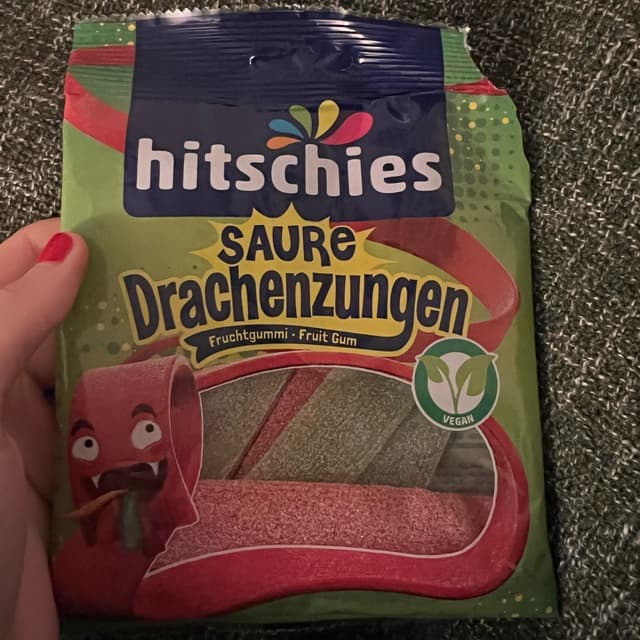 hitschies
SAURE
Drachenzungen
Fruchtgummi · Fruit Gum
VEGAN